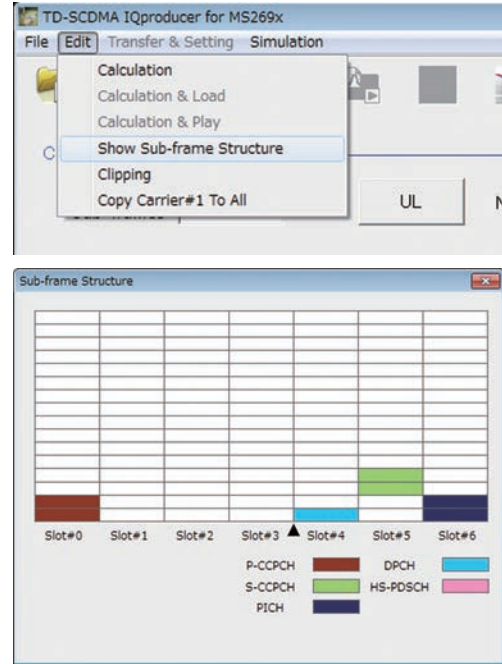 TD-SCDMA IQproducer for MS269x
File Edit Transfer & Setting Simulation
Calculation
Calculation & Load
Calculation & Play
Show Sub-frame Structure
Clipping
Copy Carrier#1 To All
UL
Sub-frame Structure
Slot#0 Slot#1 Slot#2 Slot#3 Slot#4 Slot#5 Slot#6
P-CCPCH DPCH
S-CCPCH HS-PDSCH
PICH